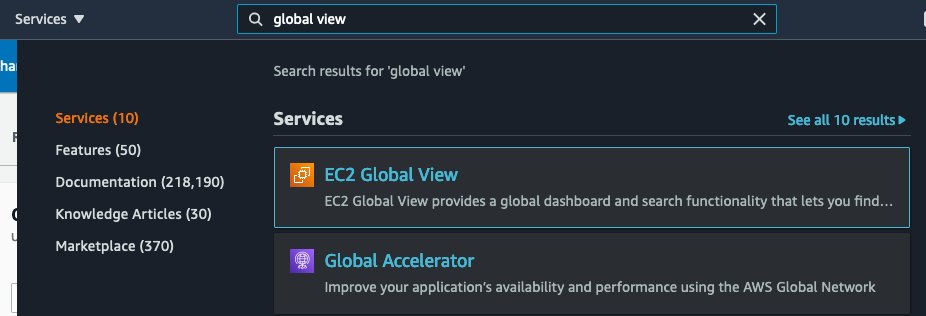 Services ▼
global view
Search results for 'global view'
Services (10)
Features (50)
Documentation (218,190)
Knowledge Articles (30)
Marketplace (370)
Services
See all 10 results ▶
EC2 Global View
EC2 Global View provides a global dashboard and search functionality that lets you find…
Global Accelerator
Improve your application's availability and performance using the AWS Global Network